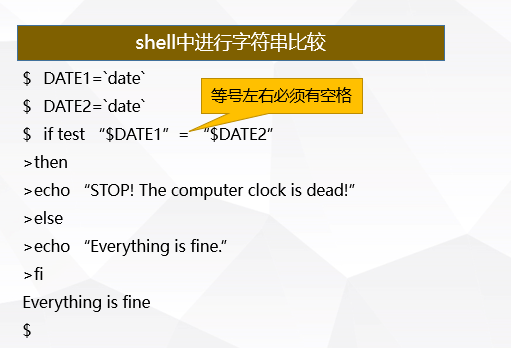 shell中进行字符串比较
$ DATE1=`date`
等号左右必须有空格
$ DATE2=`date`
$ if test “$DATE1” = “$DATE2”
>then
>echo “STOP! The computer clock is dead!”
>else
>echo “Everything is fine.”
>fi
Everything is fine
$